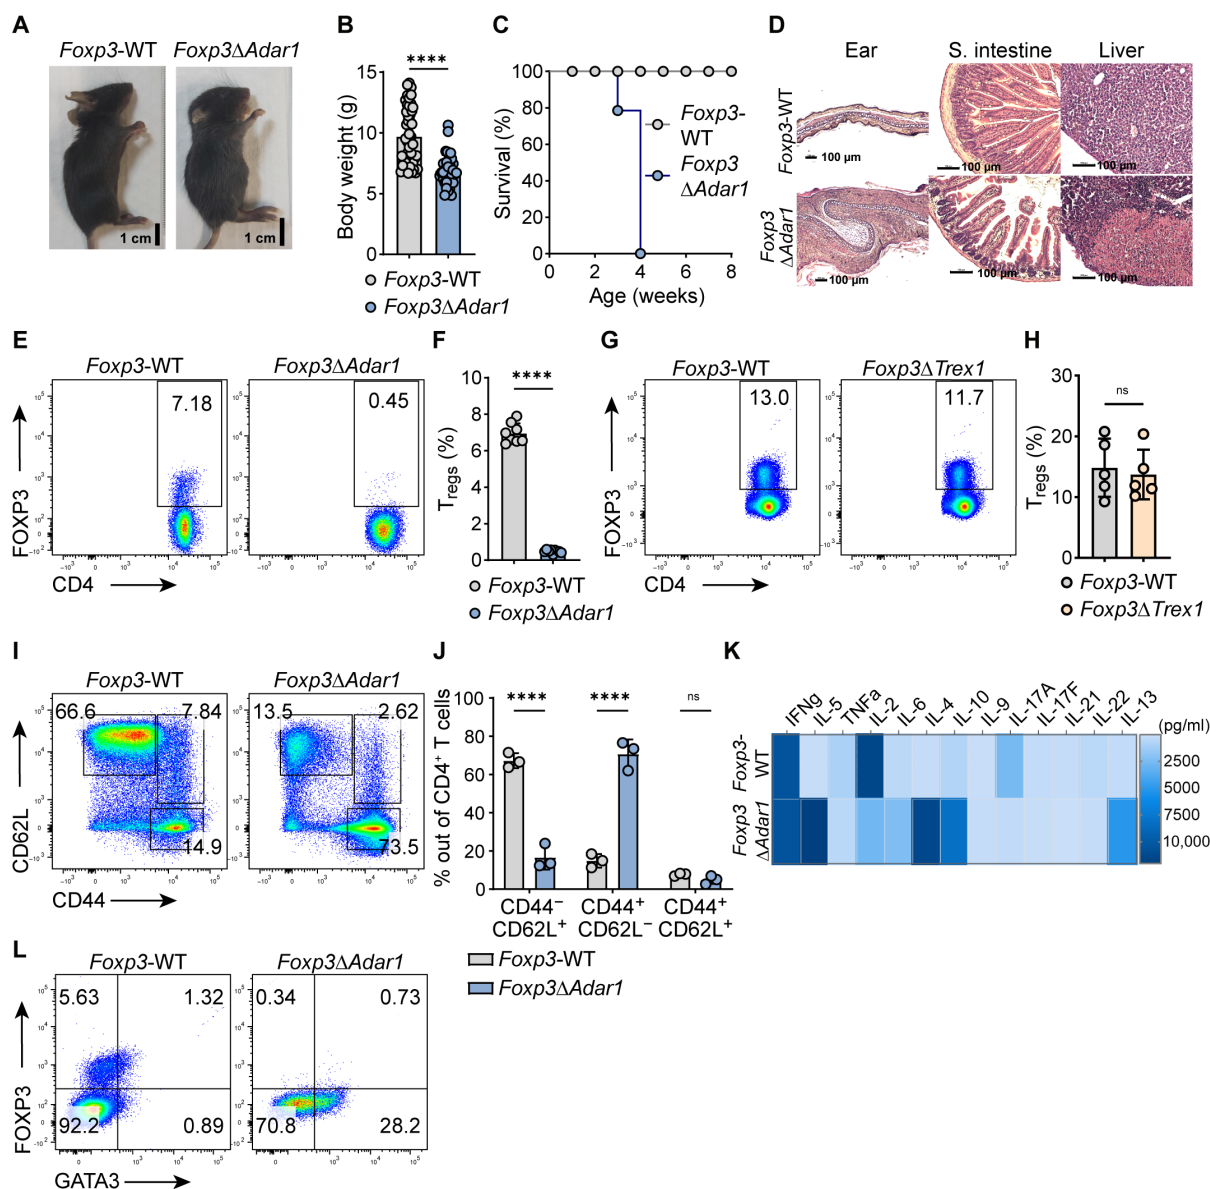 A
Foxp3-WT
Foxp3ΔAdar1
1 cm
1 cm
B
****
Body weight (g)
15
10
5
0
Foxp3-WT
Foxp3ΔAdar1
C
Survival (%)
100
80
60
40
20
0
0
2
4
6
8
Age (weeks)
Foxp3-
WT
Foxp3
ΔAdar1
D
Ear
S. intestine
Liver
Foxp3-WT
100 µm
100 µm
100 µm
Foxp3
ΔAdar1
100 µm
100 µm
100 µm
E
Foxp3-WT
Foxp3ΔAdar1
7.18
0.45
FOXP3
CD4
F
****
Tregs (%)
10
8
6
4
2
0
Foxp3-WT
Foxp3ΔAdar1
G
Foxp3-WT
Foxp3ΔTrex1
13.0
11.7
FOXP3
CD4
H
ns
Tregs (%)
30
20
10
0
Foxp3-WT
Foxp3ΔTrex1
I
Foxp3-WT
Foxp3ΔAdar1
66.6
7.84
14.9
13.5
2.62
73.5
CD62L
CD44
J
****
****
ns
% out of CD4+ T cells
100
80
60
40
20
0
CD44−
CD62L+
CD44+
CD62L−
CD44+
CD62L+
Foxp3-WT
Foxp3ΔAdar1
K
IFNg
IL-5
TNFa
IL-2
IL-6
IL-4
IL-10
IL-9
IL-17A
IL-17F
IL-21
IL-22
IL-13
(pg/ml)
Foxp3-
WT
Foxp3
ΔAdar1
2500
5000
7500
10,000
L
Foxp3-WT
Foxp3ΔAdar1
5.63
1.32
92.2
0.89
0.34
0.73
70.8
28.2
FOXP3
GATA3